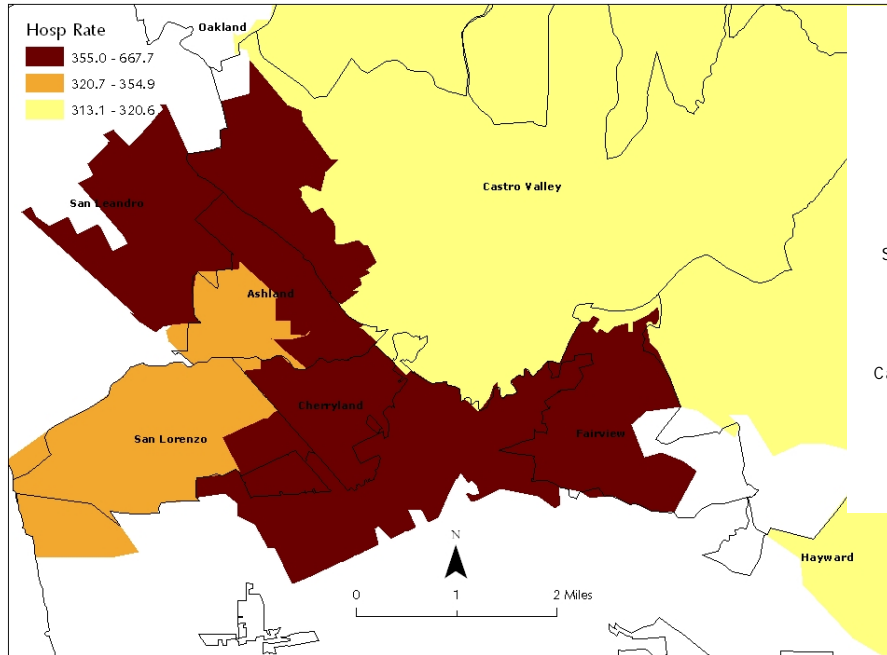 Oakland
Hosp Rate
355.0 - 667.7
320.7 - 354.9
313.1 - 320.6
Castro Valley
San Leandro
S
Ashland
Ca
Cherryland
Fairview
San Lorenzo
N
Hayward
0 1 2 Miles